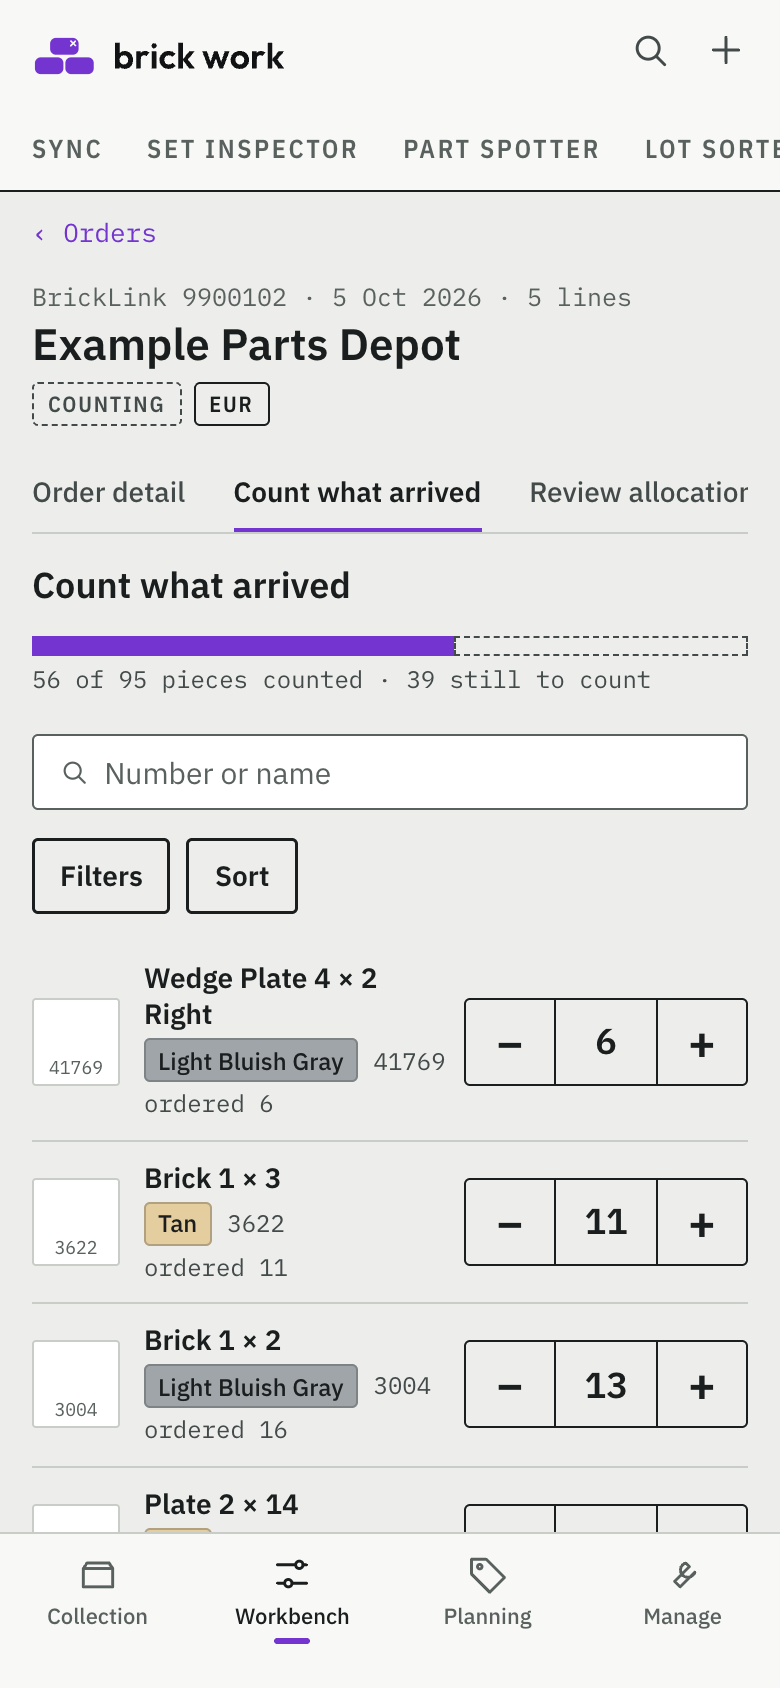 brick work
SYNC SET INSPECTOR PART SPOTTER LOT SORTE
‹ Orders
BrickLink 9900102 · 5 Oct 2026 · 5 lines
Example Parts Depot
COUNTING EUR
Order detail Count what arrived Review allocation
Count what arrived
56 of 95 pieces counted · 39 still to count
Number or name
Filters Sort
Wedge Plate 4 × 2
Right
41769 Light Bluish Gray 41769 − 6 +
ordered 6
Brick 1 × 3
Tan 3622 − 11 +
3622
ordered 11
Brick 1 × 2
Light Bluish Gray 3004 − 13 +
3004
ordered 16
Plate 2 × 14
Collection Workbench Planning Manage